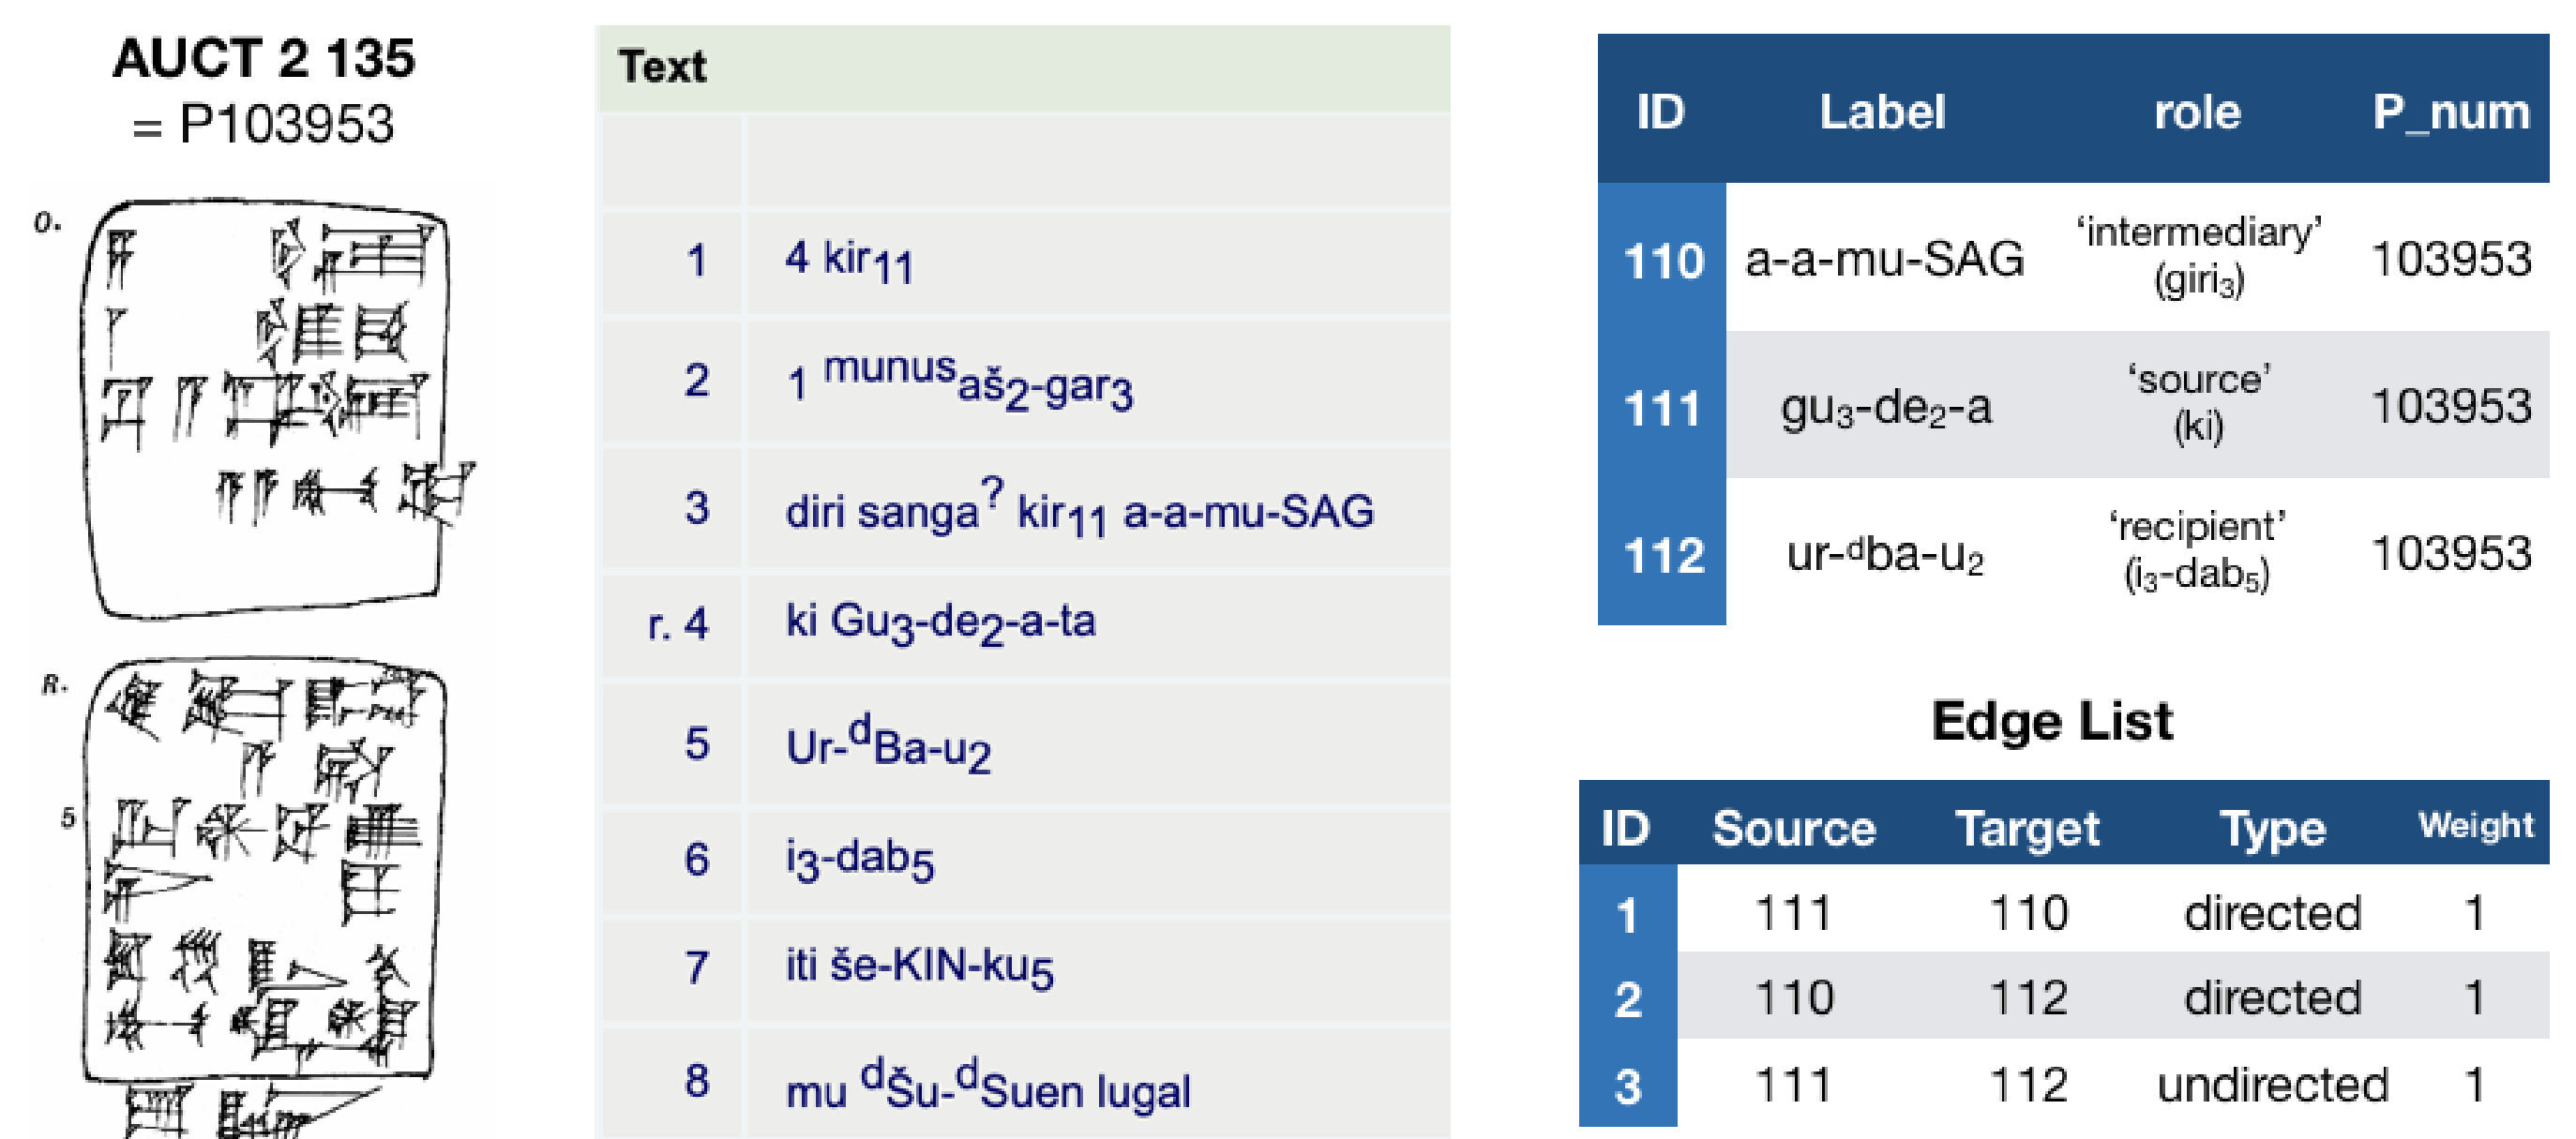 AUCT 2 135
= P103953
O.
R.
5
Text
1 4 kir₁₁
2 1 ᵐᵘⁿᵘˢaš₂-gar₃
3 diri sanga? kir₁₁ a-a-mu-SAG
r. 4 ki Gu₃-de₂-a-ta
5 Ur-ᵈBa-u₂
6 i₃-dab₅
7 iti še-KIN-ku₅
8 mu ᵈŠu-ᵈSuen lugal
ID Label role P_num
110 a-a-mu-SAG ‘intermediary’ (giri₃) 103953
111 gu₃-de₂-a ‘source’ (ki) 103953
112 ur-ᵈba-u₂ ‘recipient’ (i₃-dab₅) 103953
Edge List
ID Source Target Type Weight
1 111 110 directed 1
2 110 112 directed 1
3 111 112 undirected 1